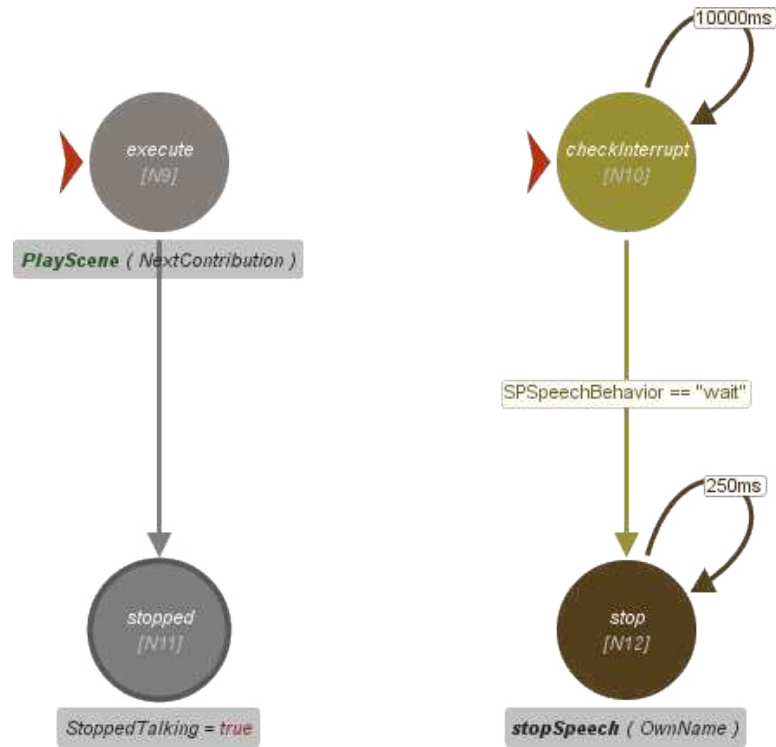 10000ms
execute
[N9]
checkInterrupt
[N10]
PlayScene ( NextContribution )
SPSpeechBehavior == "wait"
250ms
stopped
[N11]
stop
[N12]
StoppedTalking = true
stopSpeech ( OwnName )